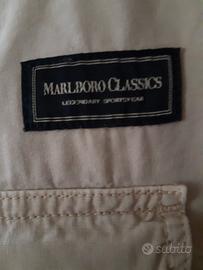 MARLBORO CLASSICS
LEGENDARY SPORTSWEAR
subito